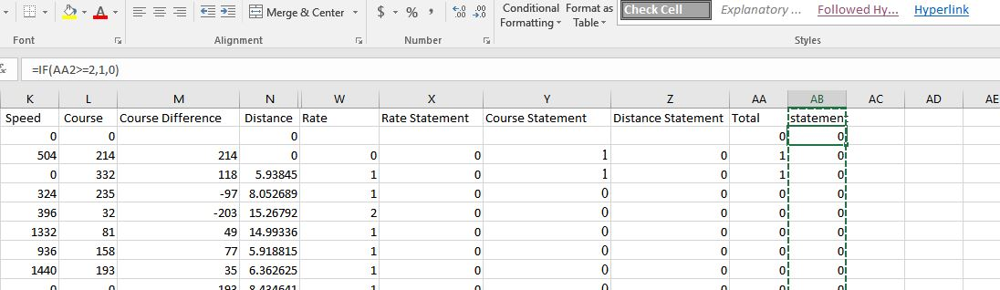 Merge & Center
$ % ,
Conditional Format as
Formatting Table
Check Cell Explanatory ... Followed Hy... Hyperlink
Font Alignment Number Styles
=IF(AA2>=2,1,0)
K L M N W X Y Z AA AB AC AD AE
Speed Course Course Difference Distance Rate Rate Statement Course Statement Distance Statement Total statemen
0 0 0 0 0
504 214 214 0 0 0 1 0 1 0
0 332 118 5.93845 1 0 1 0 1 0
324 235 -97 8.052689 1 0 0 0 0 0
396 32 -203 15.26792 2 0 0 0 0 0
1332 81 49 14.99336 1 0 0 0 0 0
936 158 77 5.918815 1 0 0 0 0 0
1440 193 35 6.362625 1 0 0 0 0 0
0 0 193 8.434641 1 0 0 0 0 0